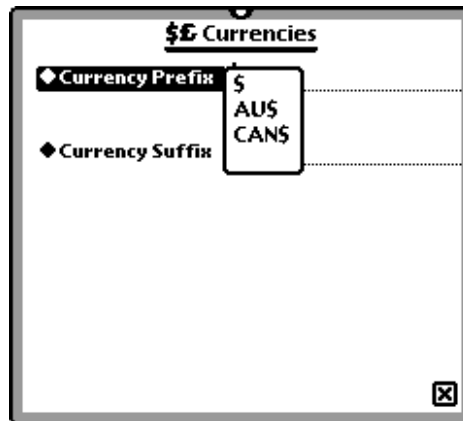 $£ Currencies
Currency Prefix
$
AU$
CAN$
Currency Suffix